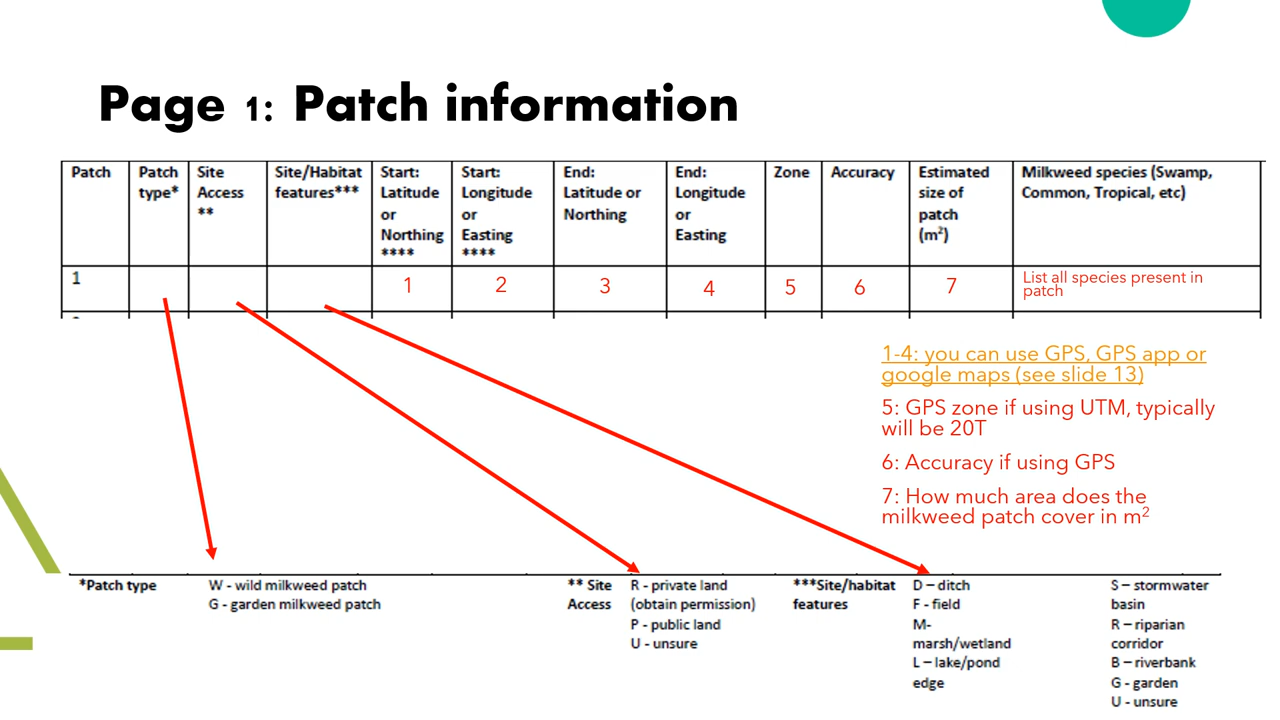 Page 1: Patch information
Patch
Patch
type*
Site
Access
**
Site/Habitat
features***
Start:
Latitude
or
Northing
****
Start:
Longitude
or
Easting
****
End:
Latitude or
Northing
End:
Longitude
or
Easting
Zone
Accuracy
Estimated
size of
patch
(m²)
Milkweed species (Swamp,
Common, Tropical, etc)
1
1
2
3
4
5
6
7
List all species present in
patch
1-4: you can use GPS, GPS app or
google maps (see slide 13)
5: GPS zone if using UTM, typically
will be 20T
6: Accuracy if using GPS
7: How much area does the
milkweed patch cover in m²
*Patch type
W - wild milkweed patch
G - garden milkweed patch
** Site
Access
R - private land
(obtain permission)
P - public land
U - unsure
***Site/habitat
features
D – ditch
F - field
M-
marsh/wetland
L – lake/pond
edge
S – stormwater
basin
R – riparian
corridor
B – riverbank
G - garden
U - unsure